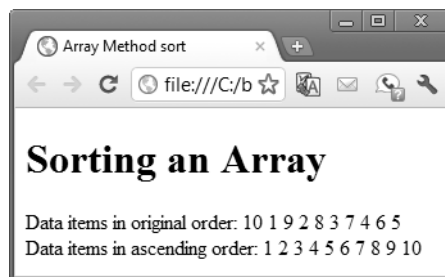 Array Method sort
file:///C:/b
Sorting an Array
Data items in original order: 10 1 9 2 8 3 7 4 6 5
Data items in ascending order: 1 2 3 4 5 6 7 8 9 10